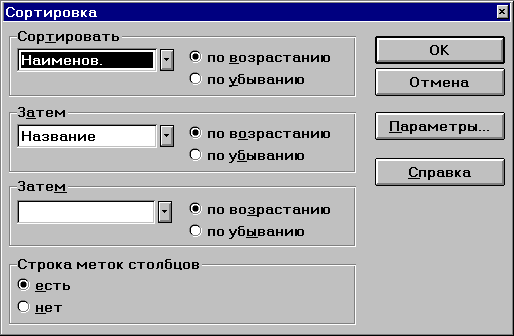 Сортировка
Сортировать
Наименов.
по возрастанию
по убыванию
Затем
Название
по возрастанию
по убыванию
Затем
по возрастанию
по убыванию
Строка меток столбцов
есть
нет
OK
Отмена
Параметры...
Справка